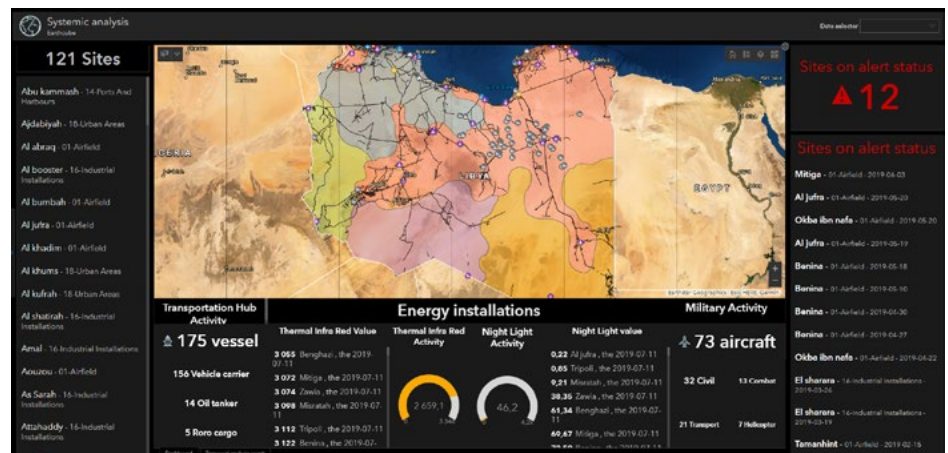 Systemic analysis
Earthcube
Date selector
121 Sites
Abu kammash - 14-Ports And
Harbours
Ajdabiyah - 18-Urban Areas
Al abraq - 01-Airfield
Al booster - 16-Industrial
Installations
Al bumbah - 01-Airfield
Al jufra - 01-Airfield
Al khadim - 01-Airfield
Al khums - 18-Urban Areas
Al kufrah - 18-Urban Areas
Al shatirah - 16-Industrial
Installations
Amal - 16-Industrial Installations
Aouzou - 01-Airfield
As Sarah - 16-Industrial
Installations
Attahaddy - 16-Industrial
Installations
LIBYA
EGYPT
Earthstar Geographics, Esri, HERE, Garmin
Sites on alert status
12
Sites on alert status
Mitiga - 01-Airfield - 2019-06-03
Al jufra - 01-Airfield - 2019-05-20
Okba ibn nafa - 01-Airfield - 2019-05-20
Al jufra - 01-Airfield - 2019-05-19
Benina - 01-Airfield - 2019-05-18
Benina - 01-Airfield - 2019-05-10
Benina - 01-Airfield - 2019-04-30
Benina - 01-Airfield - 2019-04-27
Okba ibn nafa - 01-Airfield - 2019-04-22
El sharara - 16-Industrial Installations -
2019-03-26
El sharara - 16-Industrial Installations -
2019-03-19
Tamanhint - 01-Airfield - 2019-02-15
Transportation Hub
Activity
175 vessel
156 Vehicle carrier
14 Oil tanker
5 Roro cargo
Energy installations
Thermal Infra Red Value
3 055 Benghazi , the 2019-
07-11
3 072 Mitiga , the 2019-07-11
3 074 Zawia , the 2019-07-11
3 098 Misratah , the 2019-07-
11
3 112 Tripoli , the 2019-07-11
3 122 Benina , the 2019-07-
Thermal Infra Red
Activity
2 659,1
0
Night Light
Activity
46,2
0
Night Light value
0,22 Al jufra , the 2019-07-11
0,85 Tripoli , the 2019-07-11
9,21 Misratah , the 2019-07-11
38,35 Zawia , the 2019-07-11
61,34 Benghazi , the 2019-07-11
69,67 Mitiga , the 2019-07-11
Military Activity
73 aircraft
32 Civil
13 Combat
21 Transport
7 Helicopter